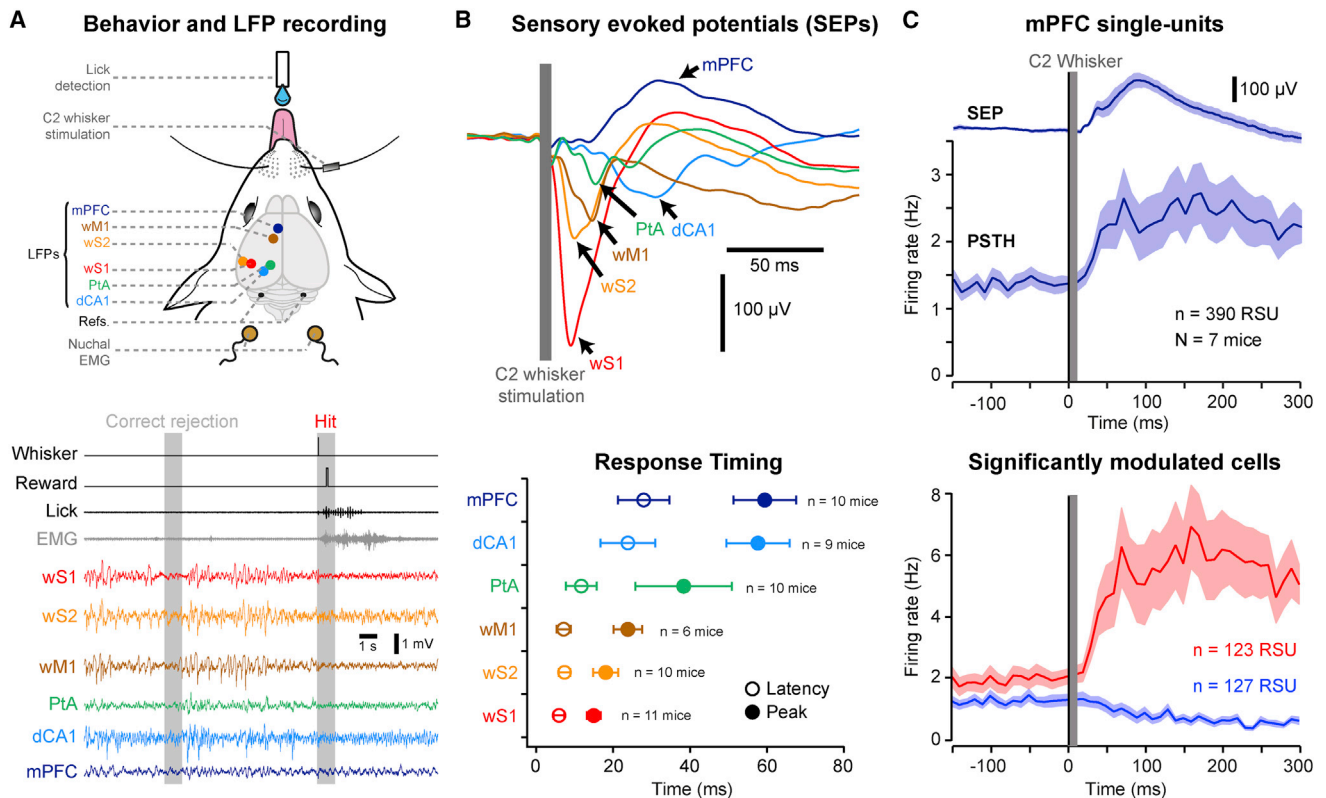 A
Behavior and LFP recording
Lick
detection
C2 whisker
stimulation
mPFC
wM1
wS2
LFPs
wS1
PtA
dCA1
Refs.
Nuchal
EMG
Correct rejection
Hit
Whisker
Reward
Lick
EMG
wS1
wS2
1 s
1 mV
wM1
PtA
dCA1
mPFC
B
Sensory evoked potentials (SEPs)
mPFC
PtA
dCA1
wM1
wS2
wS1
50 ms
100 µV
C2 whisker
stimulation
Response Timing
mPFC
n = 10 mice
dCA1
n = 9 mice
PtA
n = 10 mice
wM1
n = 6 mice
wS2
n = 10 mice
wS1
n = 11 mice
Latency
Peak
0
20
40
60
80
Time (ms)
C
mPFC single-units
C2 Whisker
100 µV
SEP
PSTH
3
2
1
0
Firing rate (Hz)
n = 390 RSU
N = 7 mice
-100
0
100
200
300
Time (ms)
Significantly modulated cells
8
6
4
2
0
Firing rate (Hz)
n = 123 RSU
n = 127 RSU
-100
0
100
200
300
Time (ms)